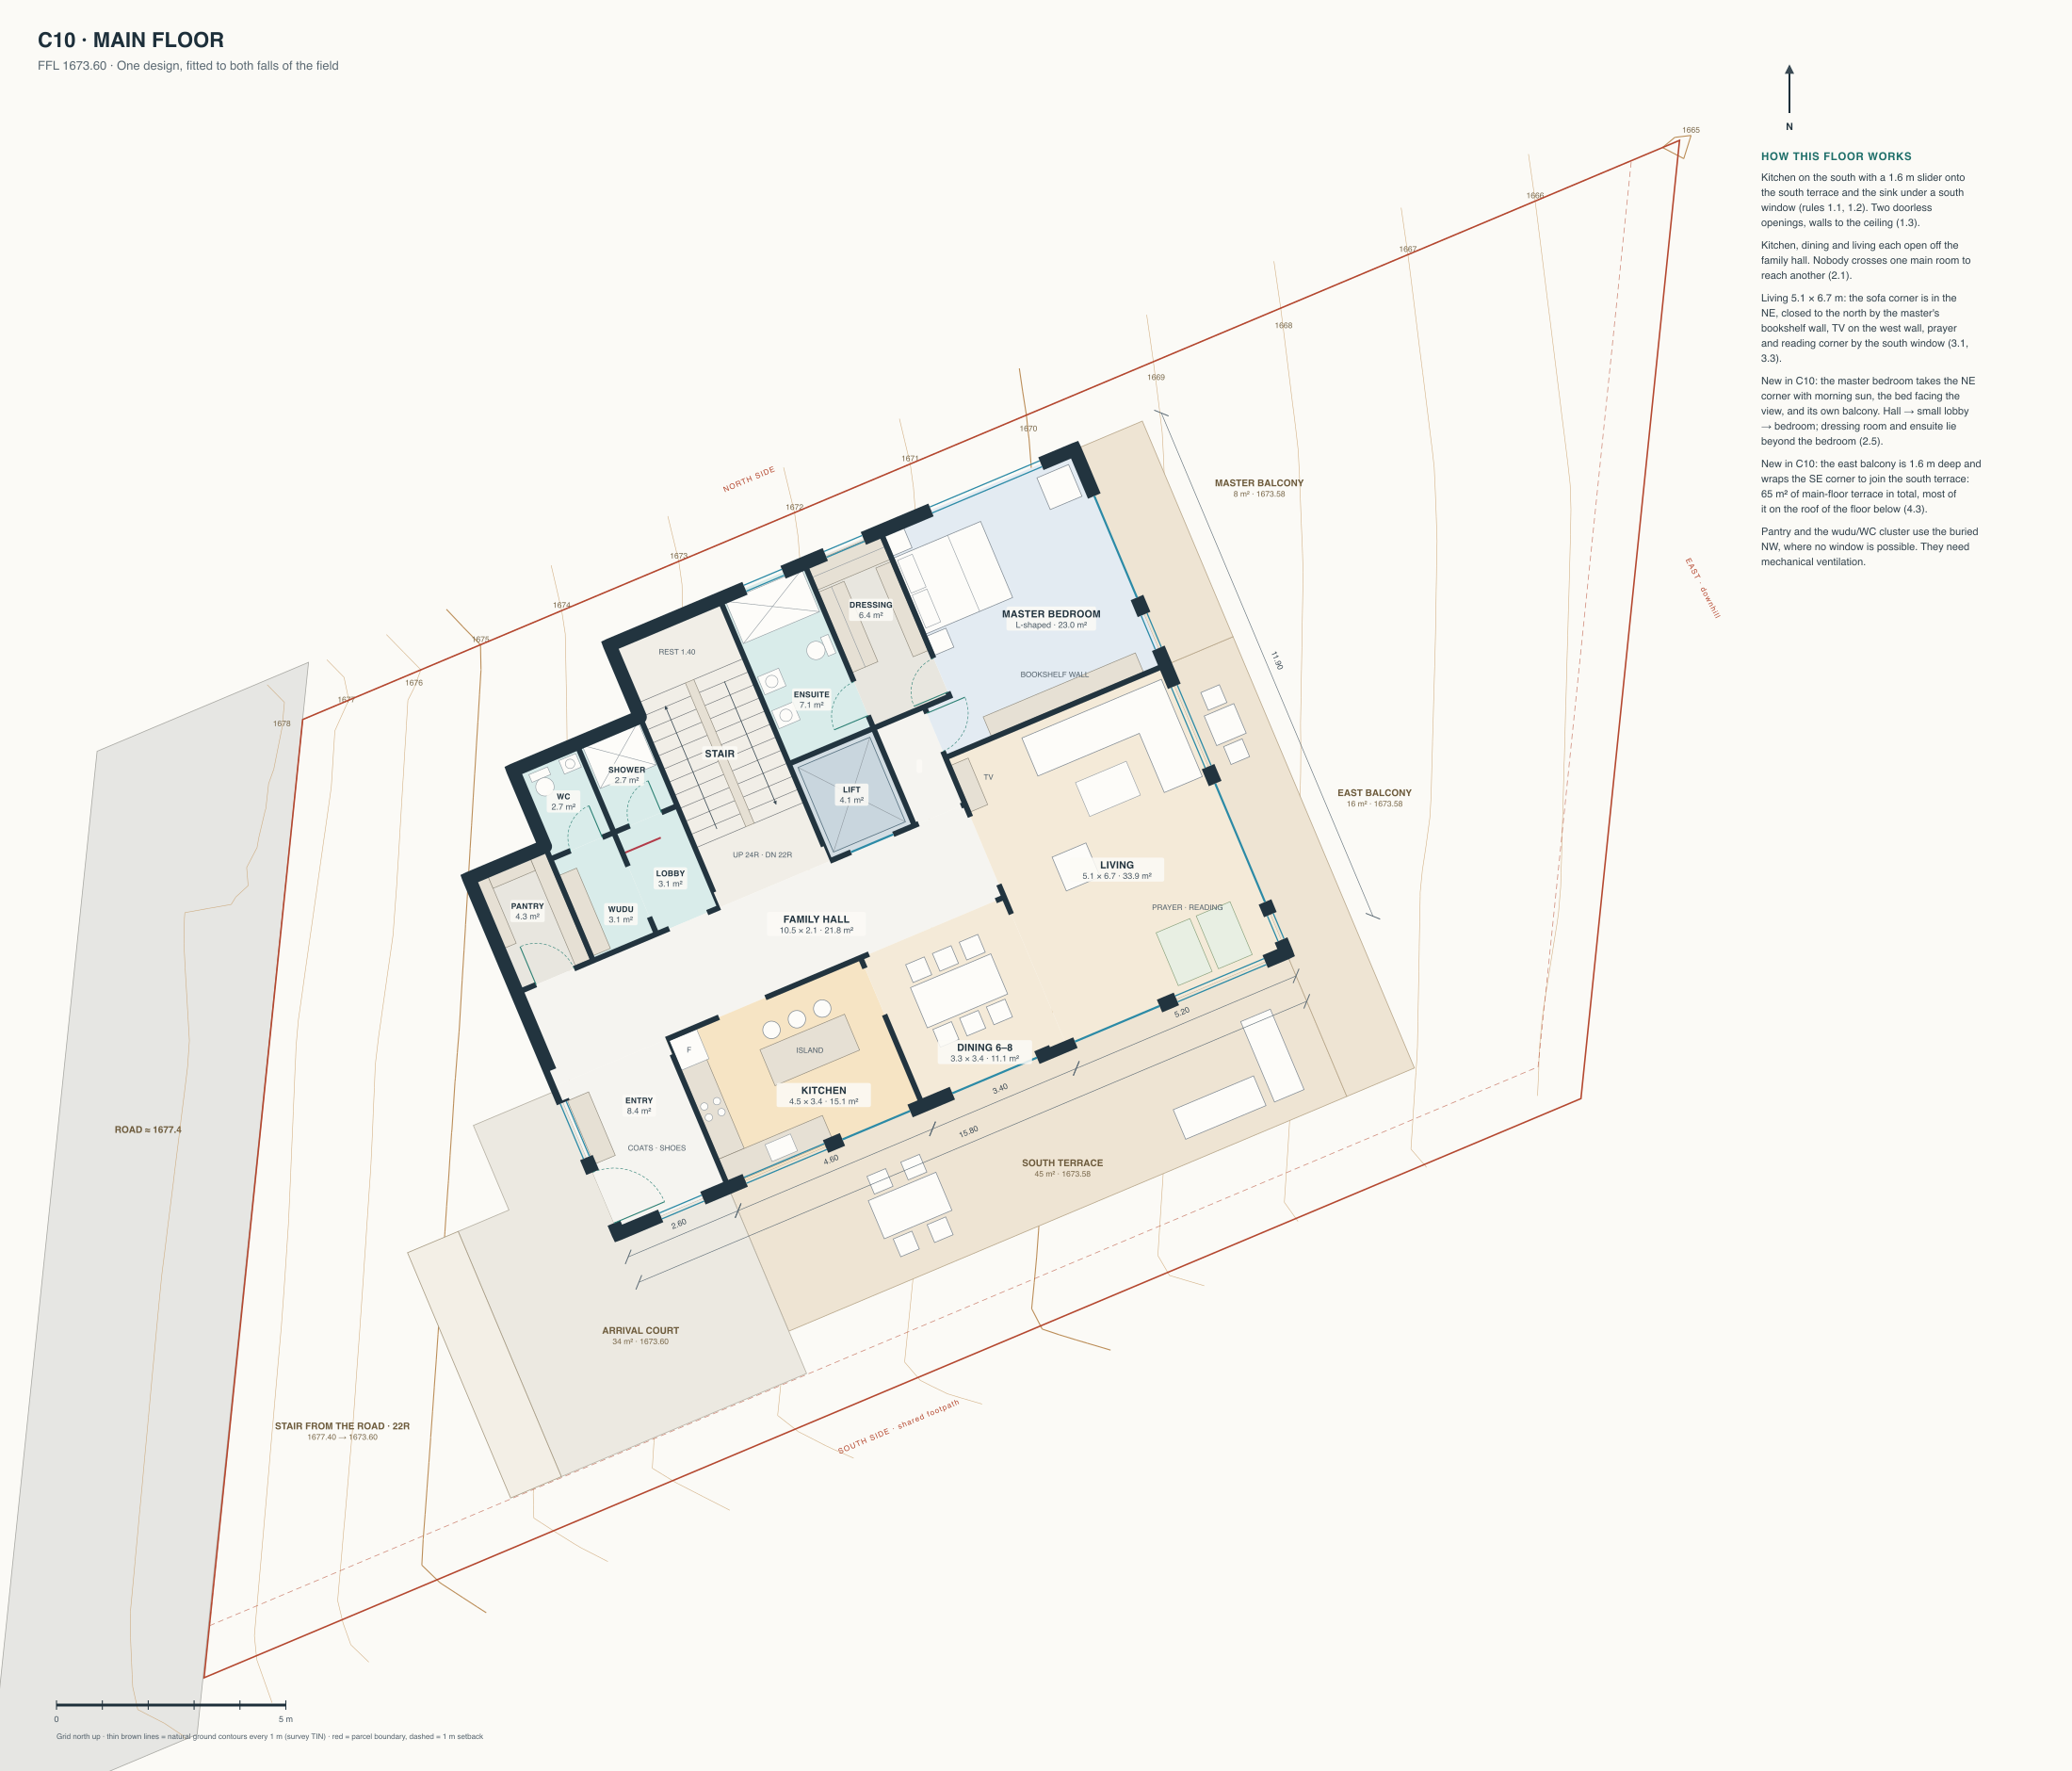 C10 · MAIN FLOOR
FFL 1673.60 · One design, fitted to both falls of the field
N
HOW THIS FLOOR WORKS
Kitchen on the south with a 1.6 m slider onto
the south terrace and the sink under a south
window (rules 1.1, 1.2). Two doorless
openings, walls to the ceiling (1.3).
Kitchen, dining and living each open off the
family hall. Nobody crosses one main room to
reach another (2.1).
Living 5.1 × 6.7 m: the sofa corner is in the
NE, closed to the north by the master's
bookshelf wall, TV on the west wall, prayer
and reading corner by the south window (3.1,
3.3).
New in C10: the master bedroom takes the NE
corner with morning sun, the bed facing the
view, and its own balcony. Hall → small lobby
→ bedroom; dressing room and ensuite lie
beyond the bedroom (2.5).
New in C10: the east balcony is 1.6 m deep and
wraps the SE corner to join the south terrace:
65 m² of main-floor terrace in total, most of
it on the roof of the floor below (4.3).
Pantry and the wudu/WC cluster use the buried
NW, where no window is possible. They need
mechanical ventilation.
1665
1666
1667
1668
1669
1670
1671
1672
1673
1674
1675
1676
1677
1678
NORTH SIDE
EAST · downhill
MASTER BALCONY
8 m² · 1673.58
11.90
DRESSING
6.4 m²
MASTER BEDROOM
L-shaped · 23.0 m²
BOOKSHELF WALL
REST 1.40
ENSUITE
7.1 m²
STAIR
SHOWER
2.7 m²
WC
2.7 m²
LIFT
4.1 m²
TV
EAST BALCONY
16 m² · 1673.58
UP 24R · DN 22R
LIVING
5.1 × 6.7 · 33.9 m²
LOBBY
3.1 m²
PANTRY
4.3 m²
WUDU
3.1 m²
FAMILY HALL
10.5 × 2.1 · 21.8 m²
PRAYER · READING
F
ISLAND
DINING 6–8
3.3 × 3.4 · 11.1 m²
5.20
KITCHEN
4.5 × 3.4 · 15.1 m²
3.40
ENTRY
8.4 m²
COATS · SHOES
15.80
4.60
2.60
ROAD ≈ 1677.4
SOUTH TERRACE
45 m² · 1673.58
ARRIVAL COURT
34 m² · 1673.60
STAIR FROM THE ROAD · 22R
1677.40 → 1673.60
SOUTH SIDE · shared footpath
0
5 m
Grid north up · thin brown lines = natural ground contours every 1 m (survey TIN) · red = parcel boundary, dashed = 1 m setback